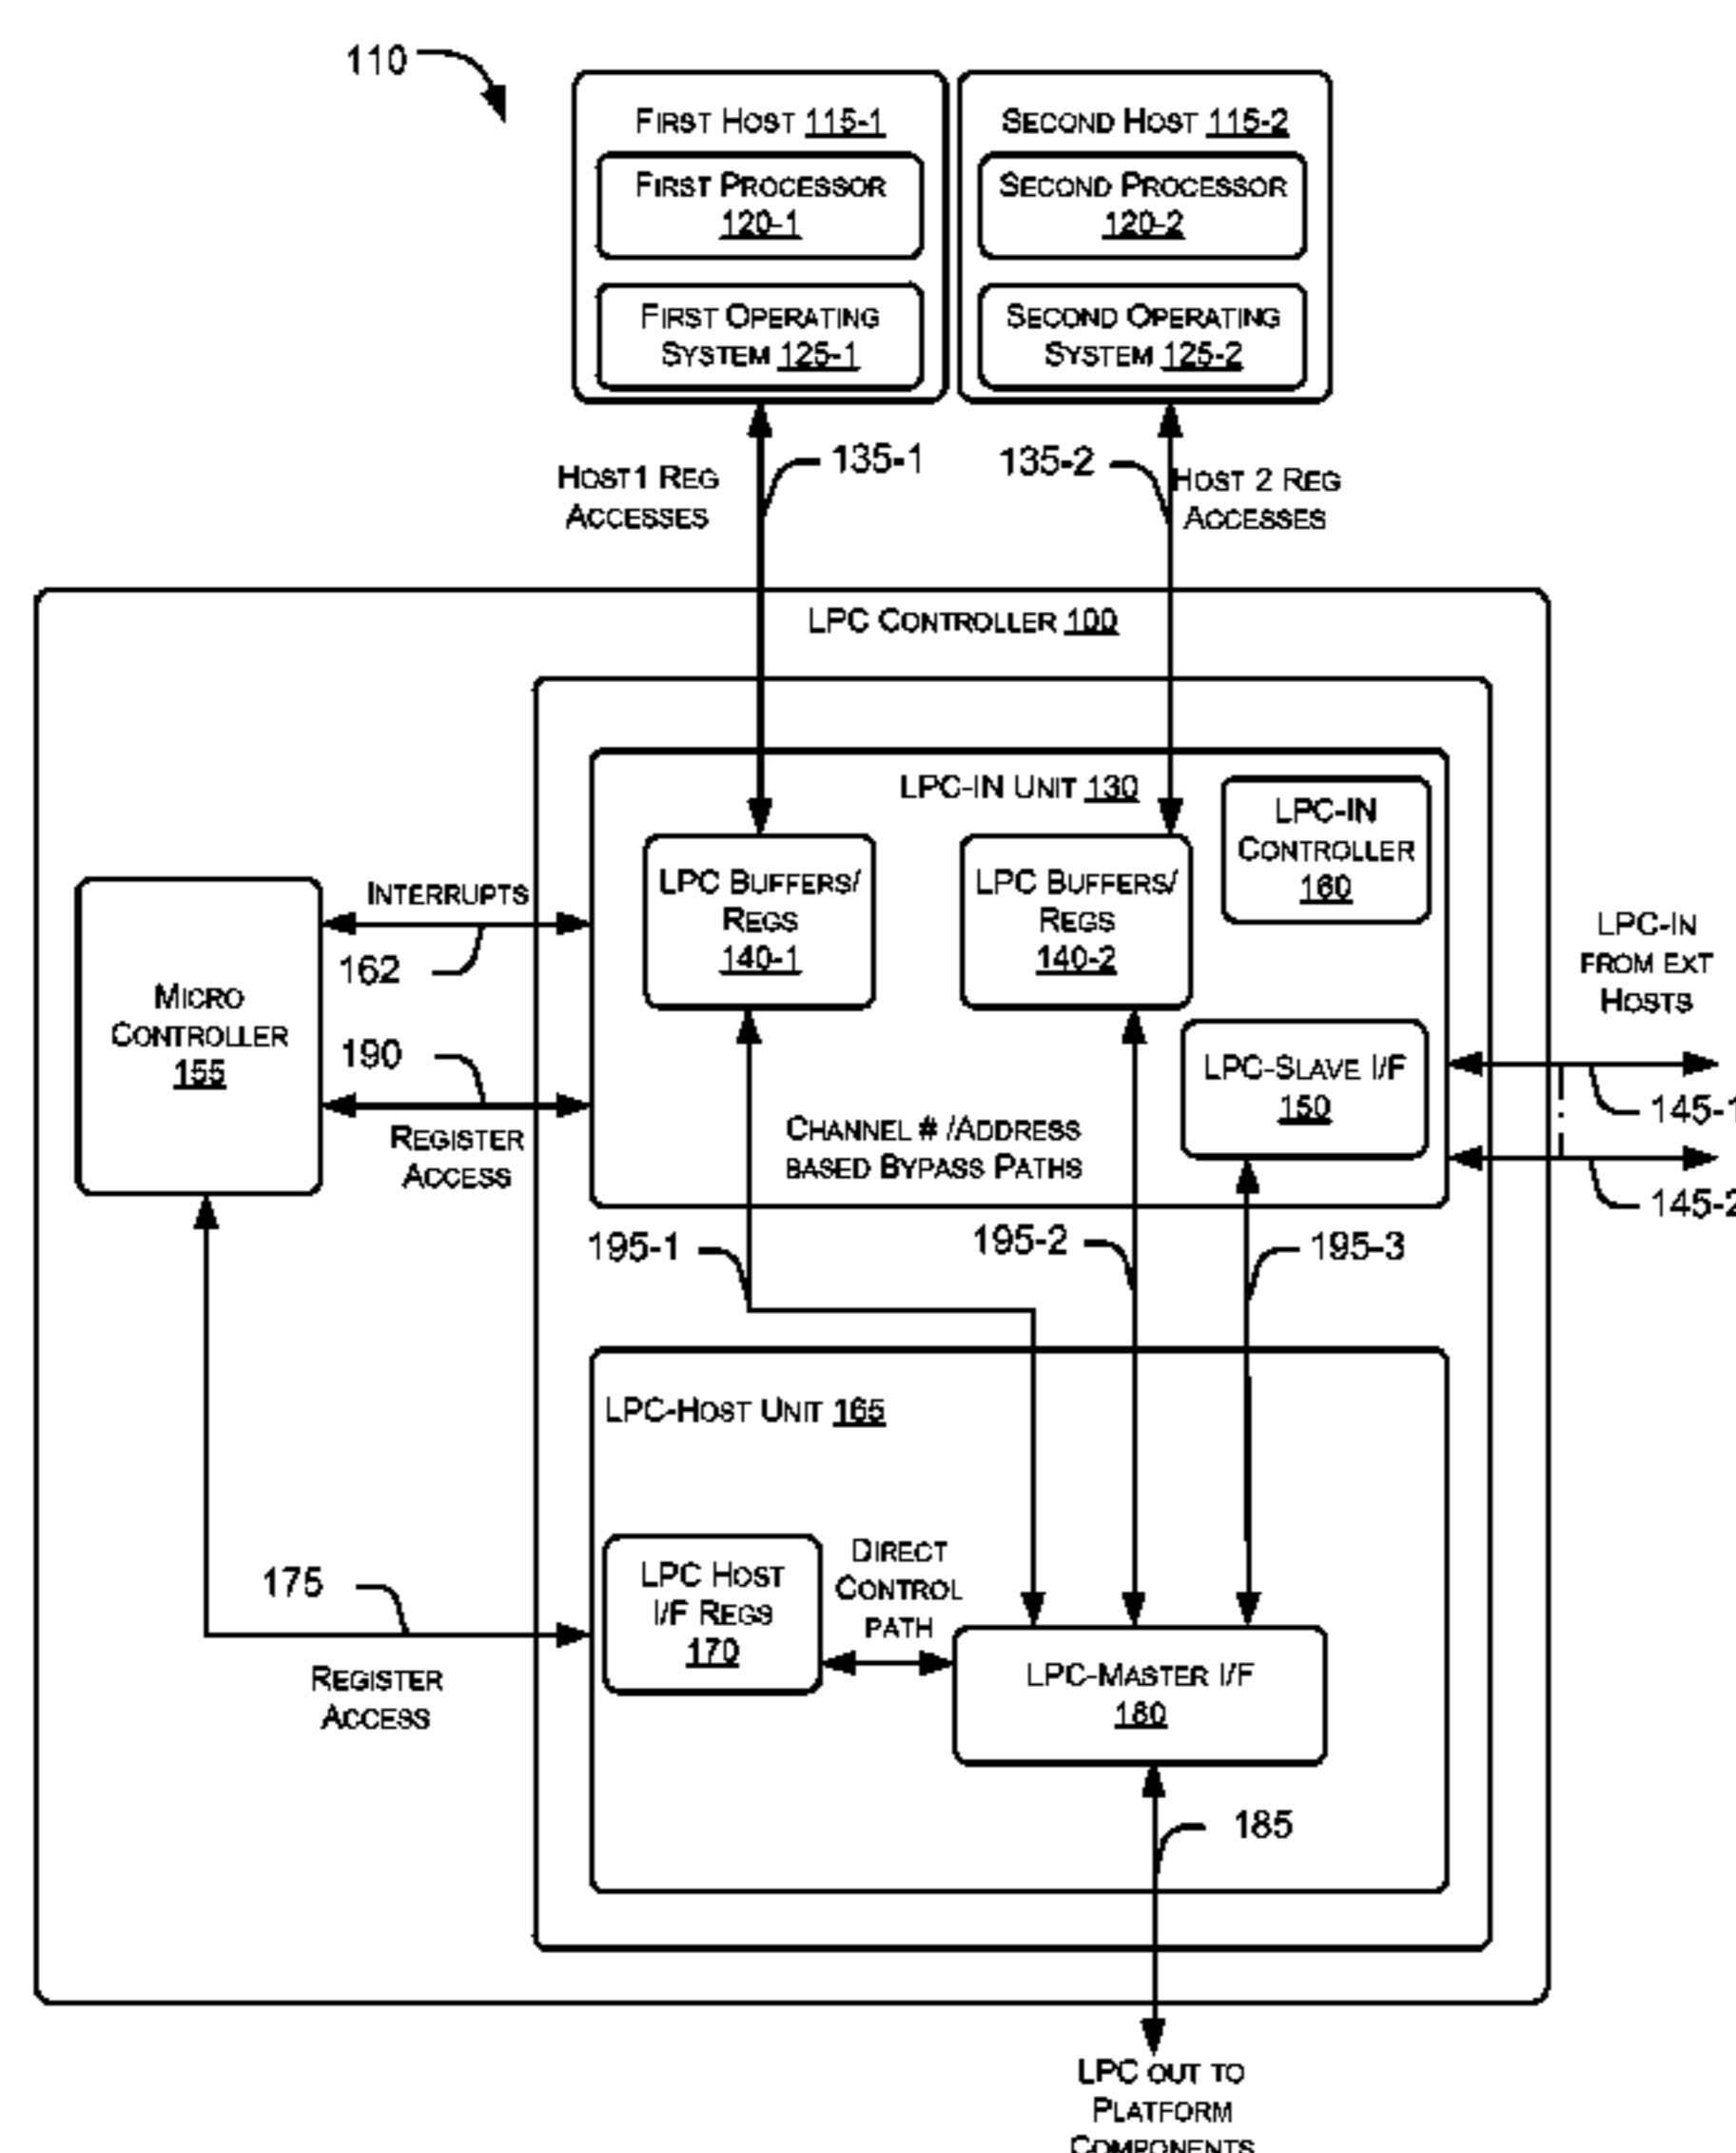 110
FIRST HOST 115-1
FIRST PROCESSOR
120-1
FIRST OPERATING
SYSTEM 125-1
SECOND HOST 115-2
SECOND PROCESSOR
120-2
SECOND OPERATING
SYSTEM 125-2
HOST1 REG
ACCESSES
135-1
135-2
HOST 2 REG
ACCESSES
LPC CONTROLLER 100
LPC-IN UNIT 130
LPC-IN
CONTROLLER
160
LPC BUFFERS/
REGS
140-1
LPC BUFFERS/
REGS
140-2
INTERRUPTS
162
MICRO
CONTROLLER
155
190
REGISTER
ACCESS
LPC-IN
FROM EXT
HOSTS
LPC-SLAVE I/F
150
145-1
145-2
CHANNEL # /ADDRESS
BASED BYPASS PATHS
195-1
195-2
195-3
LPC-HOST UNIT 165
LPC HOST
I/F REGS
170
DIRECT
CONTROL
PATH
LPC-MASTER I/F
180
175
REGISTER
ACCESS
185
LPC OUT TO
PLATFORM
COMPONENTS